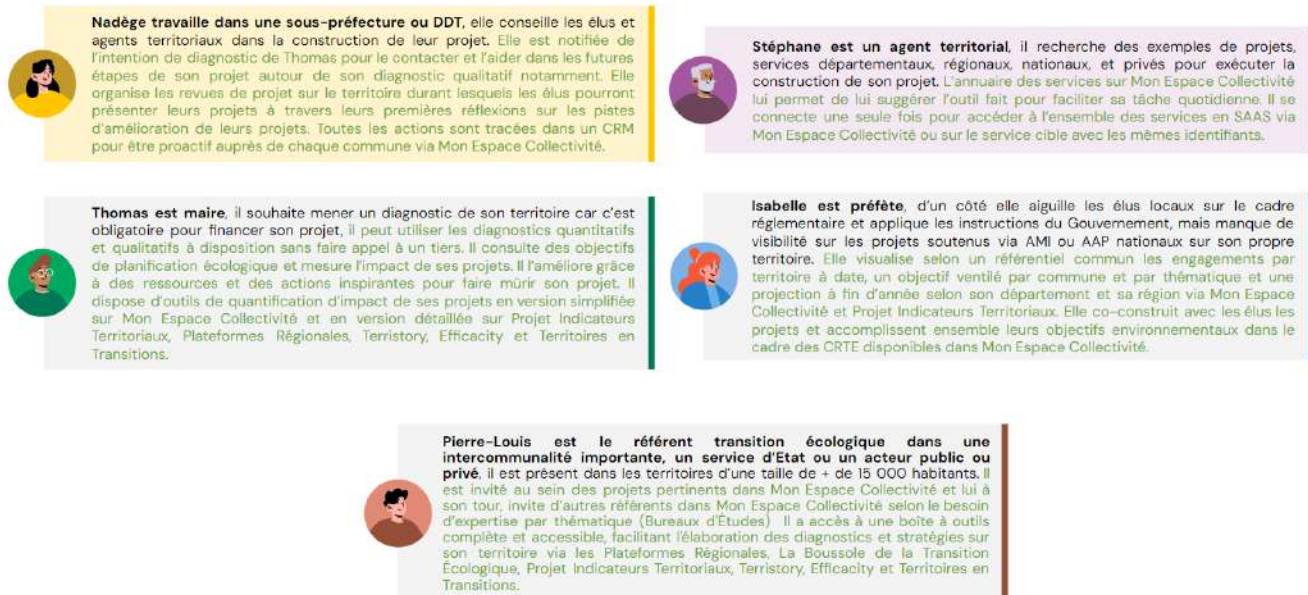 Nadège travaille dans une sous-préfecture ou DDT, elle conseille les élus et
agents territoriaux dans la construction de leur projet. Elle est notifiée de
l'intention de diagnostic de Thomas pour le contacter et l'aider dans les futures
étapes de son projet autour de son diagnostic qualitatif notamment. Elle
organise les revues de projet sur le territoire durant lesquels les élus pourront
présenter leurs projets à travers leurs premières réflexions sur les pistes
d'amélioration de leurs projets. Toutes les actions sont tracées dans un CRM
pour être proactif auprès de chaque commune via Mon Espace Collectivité.
Stéphane est un agent territorial, il recherche des exemples de projets,
services départementaux, régionaux, nationaux, et privés pour exécuter la
construction de son projet. L'annuaire des services sur Mon Espace Collectivité
lui permet de lui suggérer l'outil fait pour faciliter sa tâche quotidienne. Il se
connecte une seule fois pour accéder à l'ensemble des services en SAAS via
Mon Espace Collectivité ou sur le service cible avec les mêmes identifiants.
Thomas est maire, il souhaite mener un diagnostic de son territoire car c'est
obligatoire pour financer son projet, il peut utiliser les diagnostics quantitatifs
et qualitatifs à disposition sans faire appel à un tiers. Il consulte des objectifs
de planification écologique et mesure l'impact de ses projets. Il l'améliore grâce
à des ressources et des actions inspirantes pour faire mûrir son projet. Il
dispose d'outils de quantification d'impact de ses projets en version simplifiée
sur Mon Espace Collectivité et en version détaillée sur Projet Indicateurs
Territoriaux, Plateformes Régionales, Terristory, Efficacity et Territoires en
Transitions.
Isabelle est préfète, d'un côté elle aiguille les élus locaux sur le cadre
réglementaire et applique les instructions du Gouvernement, mais manque de
visibilité sur les projets soutenus via AMI ou AAP nationaux sur son propre
territoire. Elle visualise selon un référentiel commun les engagements par
territoire à date, un objectif ventilé par commune et par thématique et une
projection à fin d'année selon son département et sa région via Mon Espace
Collectivité et Projet Indicateurs Territoriaux. Elle co-construit avec les élus les
projets et accomplissent ensemble leurs objectifs environnementaux dans le
cadre des CRTE disponibles dans Mon Espace Collectivité.
Pierre-Louis est le référent transition écologique dans une
intercommunalité importante, un service d'Etat ou un acteur public ou
privé, il est présent dans les territoires d'une taille de + de 15 000 habitants. Il
est invité au sein des projets pertinents dans Mon Espace Collectivité et lui à
son tour, invite d'autres référents dans Mon Espace Collectivité selon le besoin
d'expertise par thématique (Bureaux d'Études) Il a accès à une boîte à outils
complète et accessible, facilitant l'élaboration des diagnostics et stratégies sur
son territoire via les Plateformes Régionales, La Boussole de la Transition
Écologique, Projet Indicateurs Territoriaux, Terristory, Efficacity et Territoires en
Transitions.